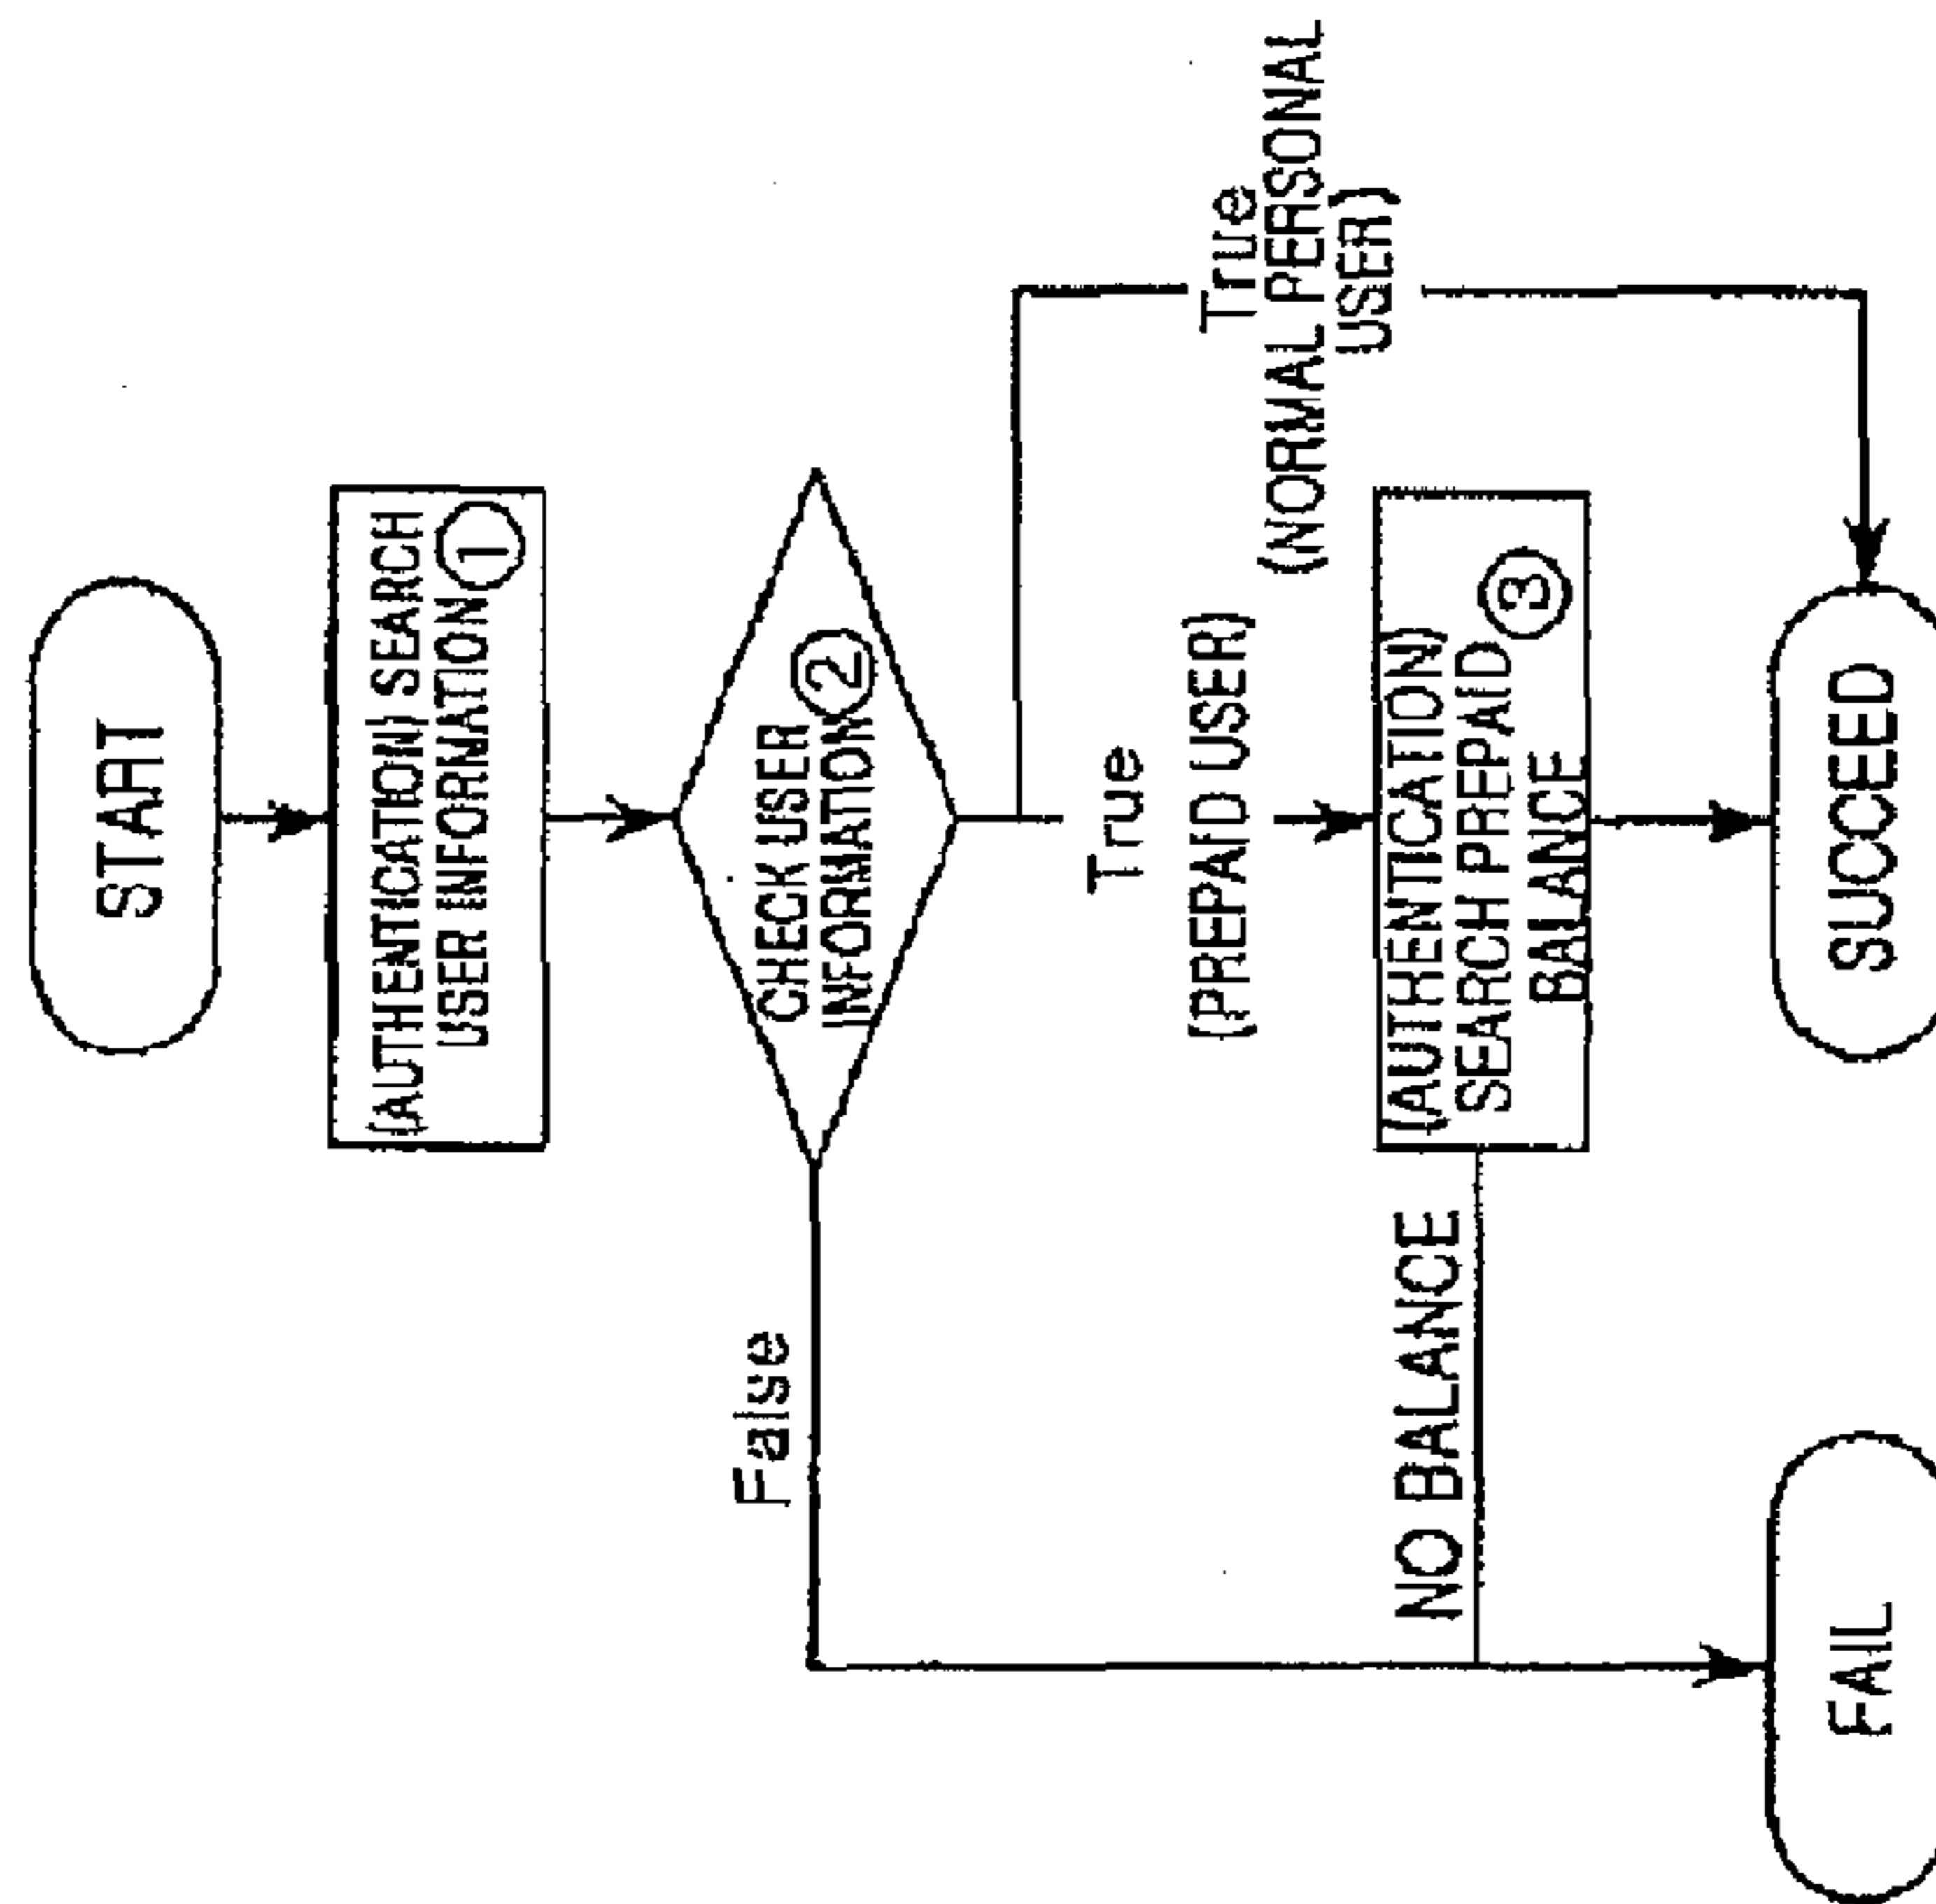 START
(AUTHENTICATION) SEARCH
USER INFORMATION ①
CHECK USER
INFORMATION ②
False
True
(PREPAID USER)
True
(NORMAL PERSONAL
USER)
(AUTHENTICATION)
SEARCH PREPAID ③
BALANCE
NO BALANCE
SUCCEED
FAIL